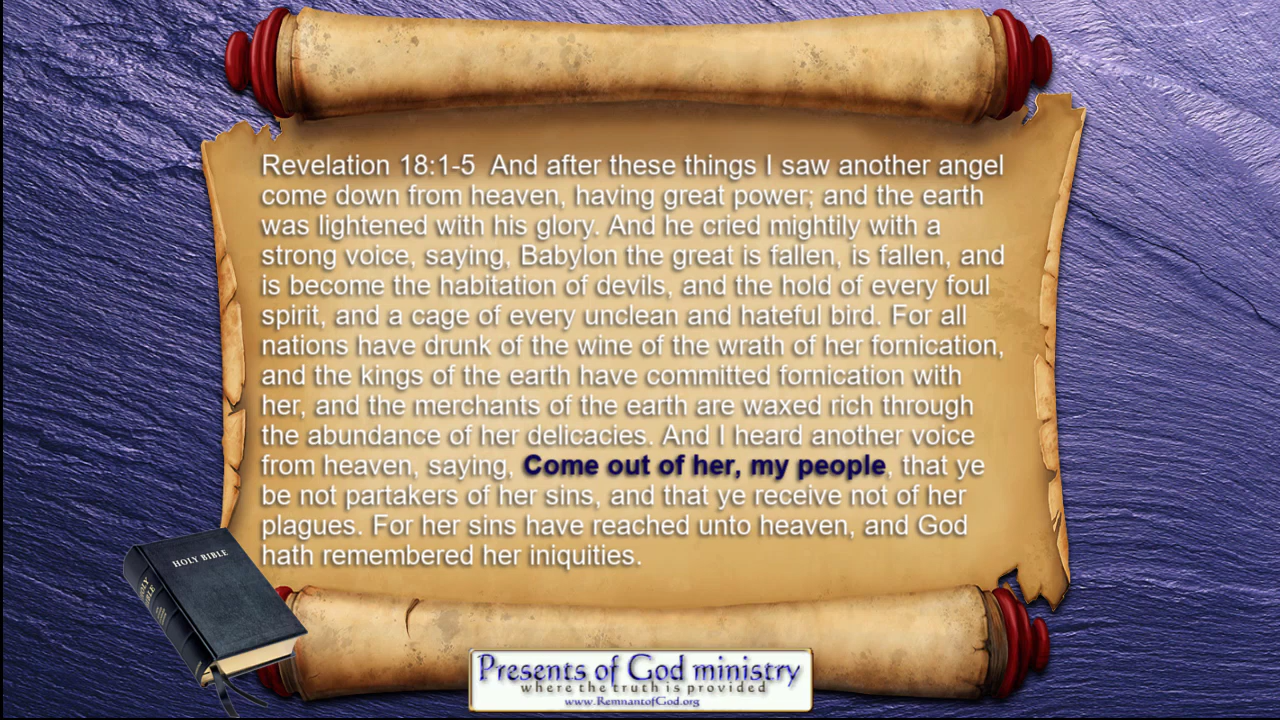 Revelation 18:1-5  And after these things I saw another angel
come down from heaven, having great power; and the earth
was lightened with his glory. And he cried mightily with a
strong voice, saying, Babylon the great is fallen, is fallen, and
is become the habitation of devils, and the hold of every foul
spirit, and a cage of every unclean and hateful bird. For all
nations have drunk of the wine of the wrath of her fornication,
and the kings of the earth have committed fornication with
her, and the merchants of the earth are waxed rich through
the abundance of her delicacies. And I heard another voice
from heaven, saying, Come out of her, my people, that ye
be not partakers of her sins, and that ye receive not of her
plagues. For her sins have reached unto heaven, and God
hath remembered her iniquities.
HOLY BIBLE
HOLY
BIBLE
Presents of God ministry
where the truth is provided
www.RemnantofGod.org